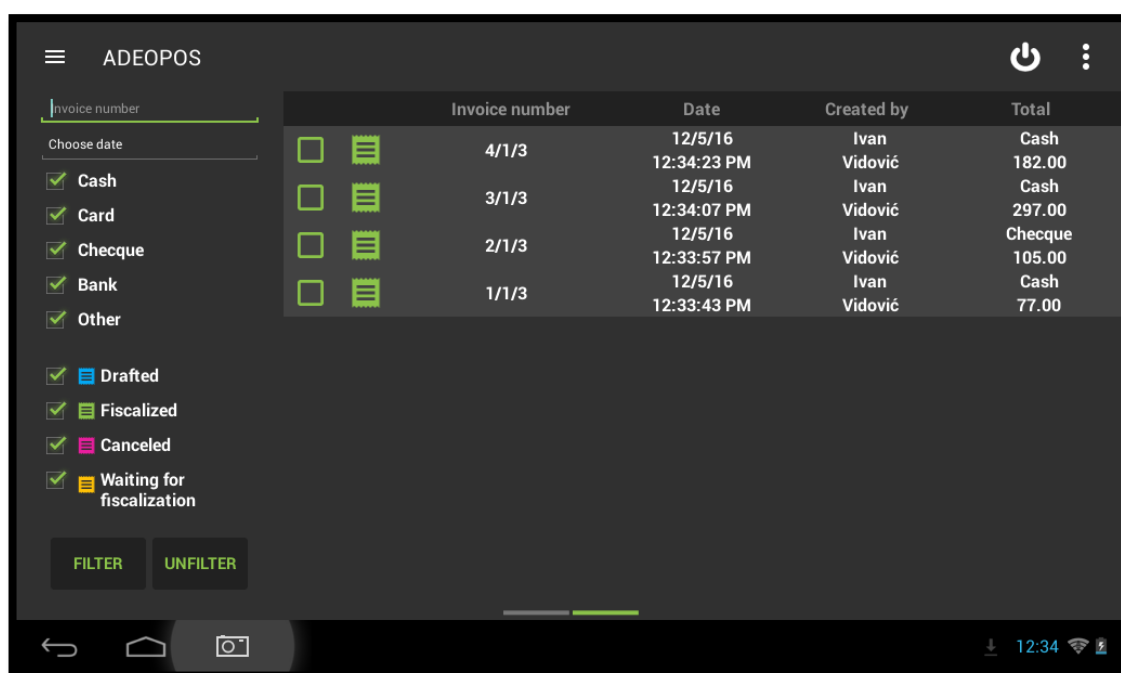 ADEOPOS
Invoice number
Choose date
Cash
Card
Checque
Bank
Other
Drafted
Fiscalized
Canceled
Waiting for
fiscalization
FILTER UNFILTER
Invoice number Date Created by Total
4/1/3 12/5/16 12:34:23 PM Ivan Vidović Cash 182.00
3/1/3 12/5/16 12:34:07 PM Ivan Vidović Cash 297.00
2/1/3 12/5/16 12:33:57 PM Ivan Vidović Checque 105.00
1/1/3 12/5/16 12:33:43 PM Ivan Vidović Cash 77.00
12:34